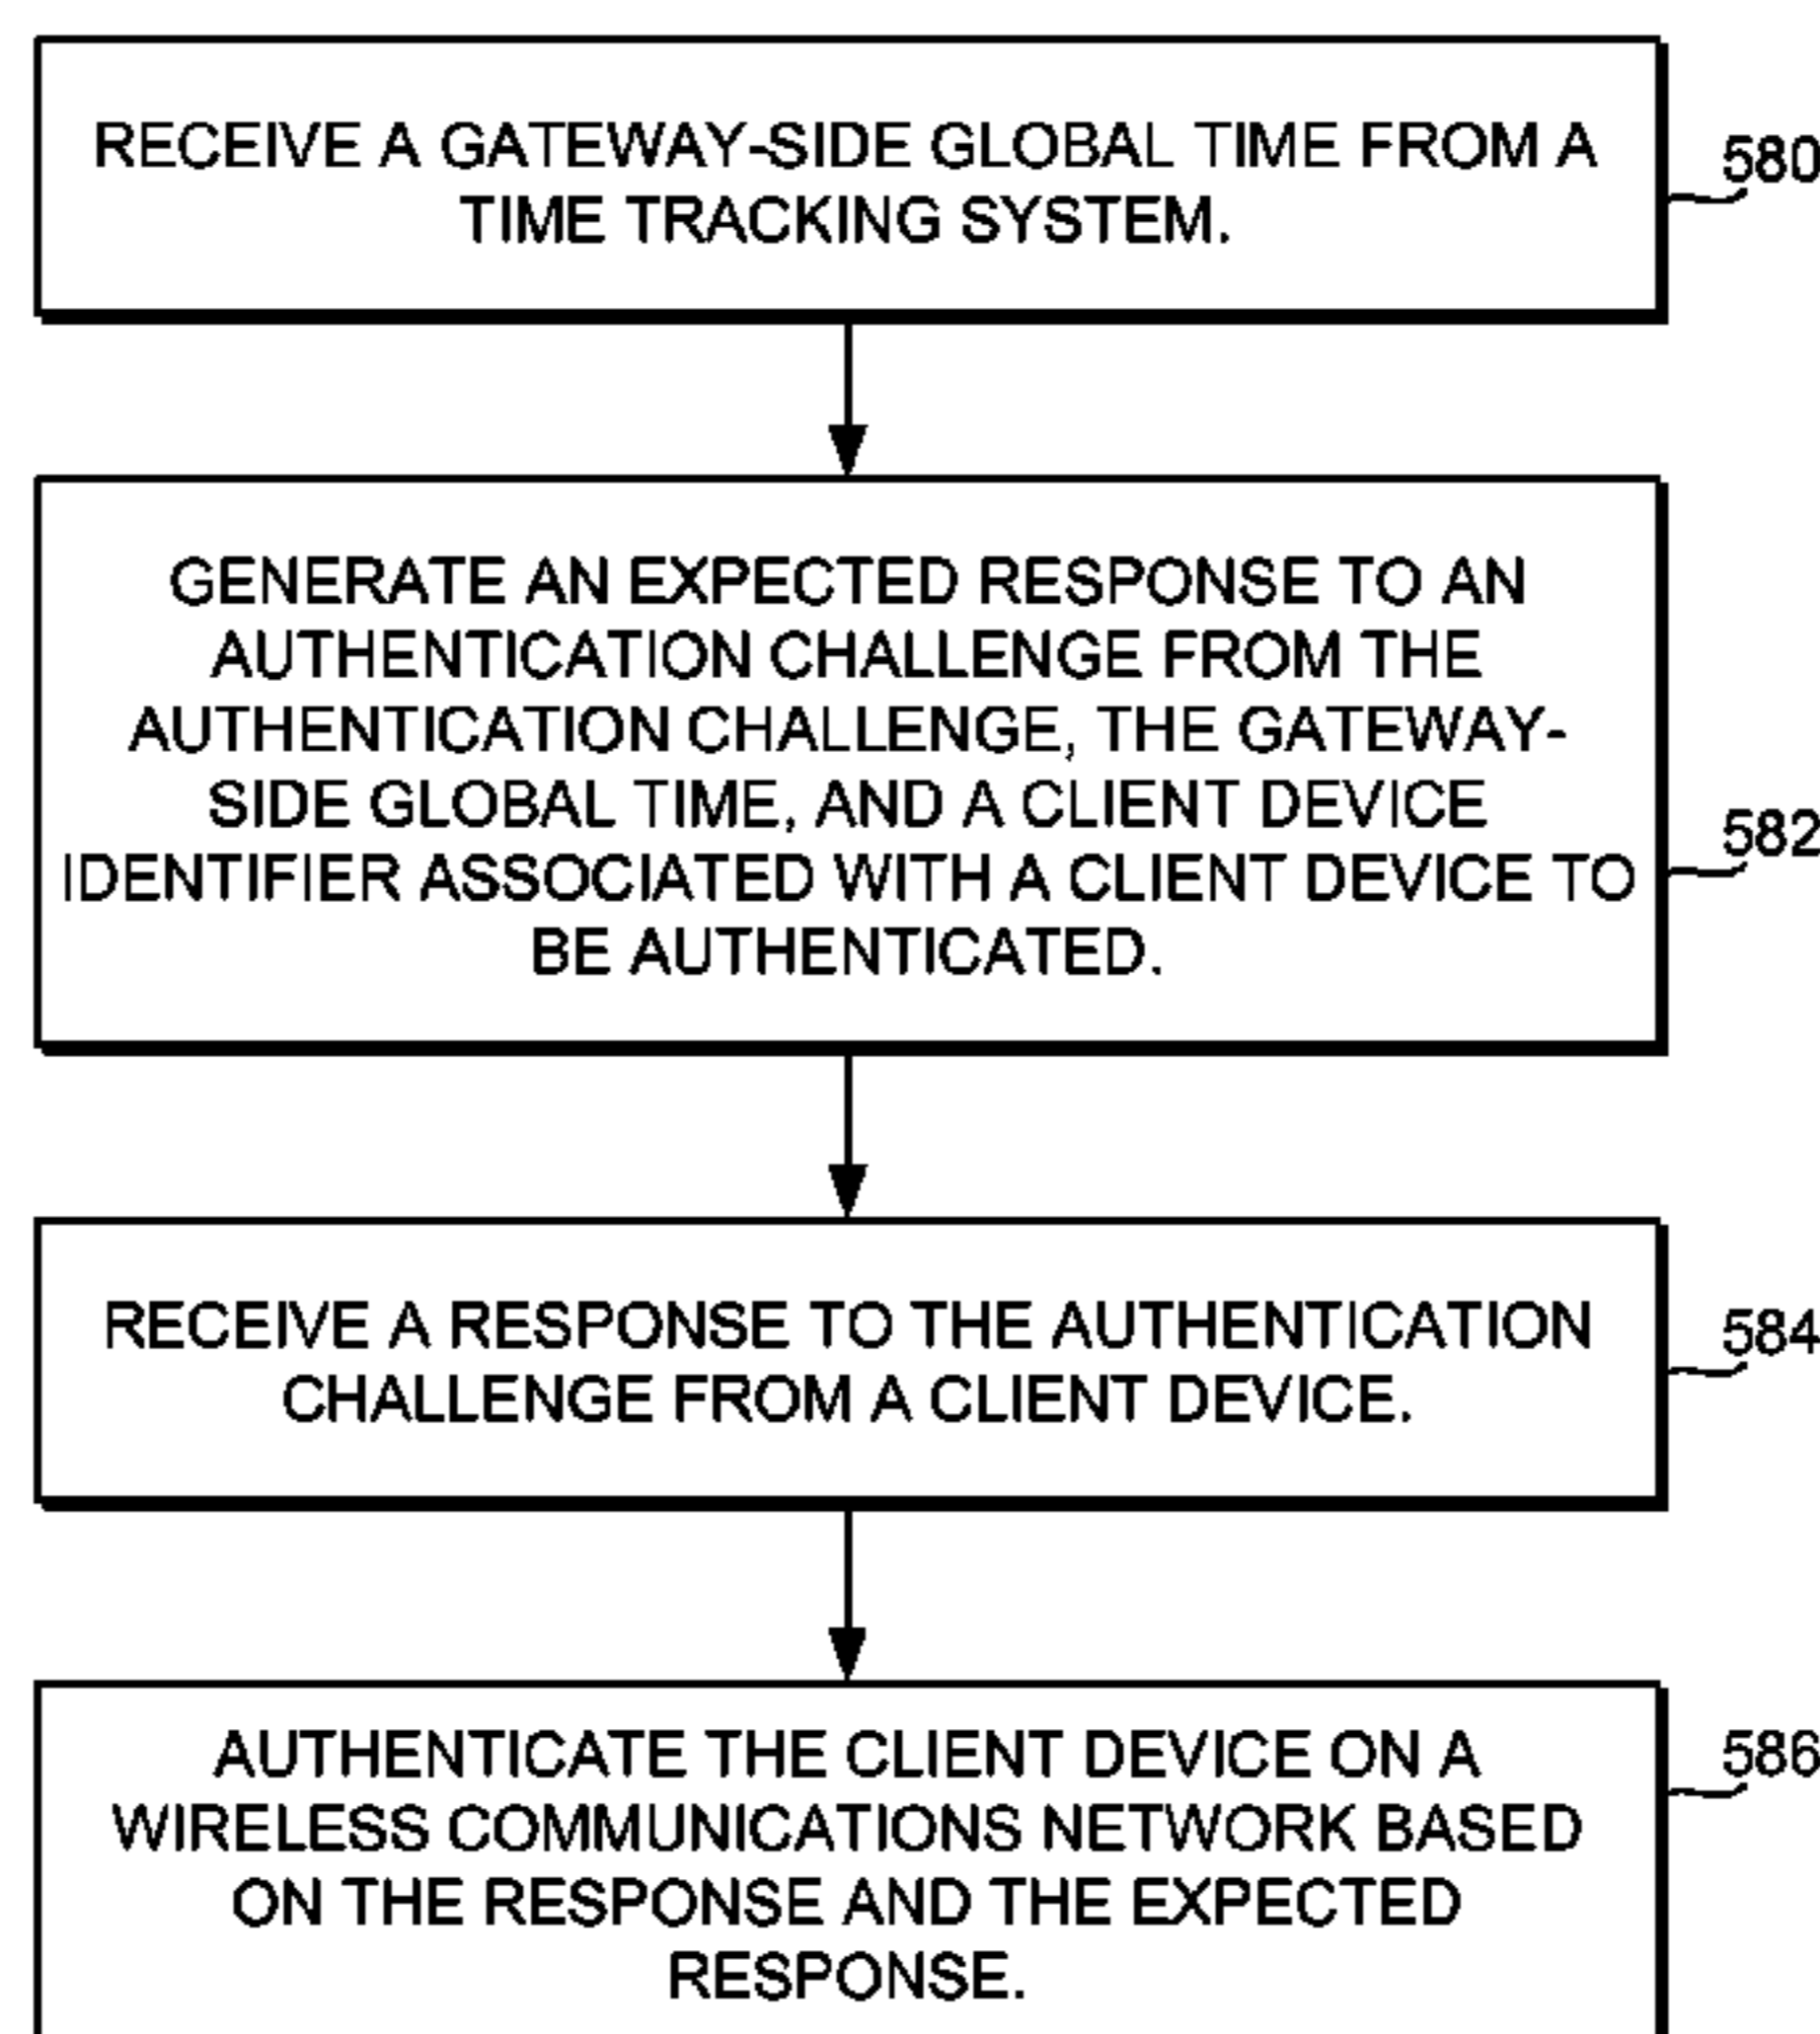 RECEIVE A GATEWAY-SIDE GLOBAL TIME FROM A
TIME TRACKING SYSTEM.
580
GENERATE AN EXPECTED RESPONSE TO AN
AUTHENTICATION CHALLENGE FROM THE
AUTHENTICATION CHALLENGE, THE GATEWAY-
SIDE GLOBAL TIME, AND A CLIENT DEVICE
IDENTIFIER ASSOCIATED WITH A CLIENT DEVICE TO
BE AUTHENTICATED.
582
RECEIVE A RESPONSE TO THE AUTHENTICATION
CHALLENGE FROM A CLIENT DEVICE.
584
AUTHENTICATE THE CLIENT DEVICE ON A
WIRELESS COMMUNICATIONS NETWORK BASED
ON THE RESPONSE AND THE EXPECTED
RESPONSE.
586